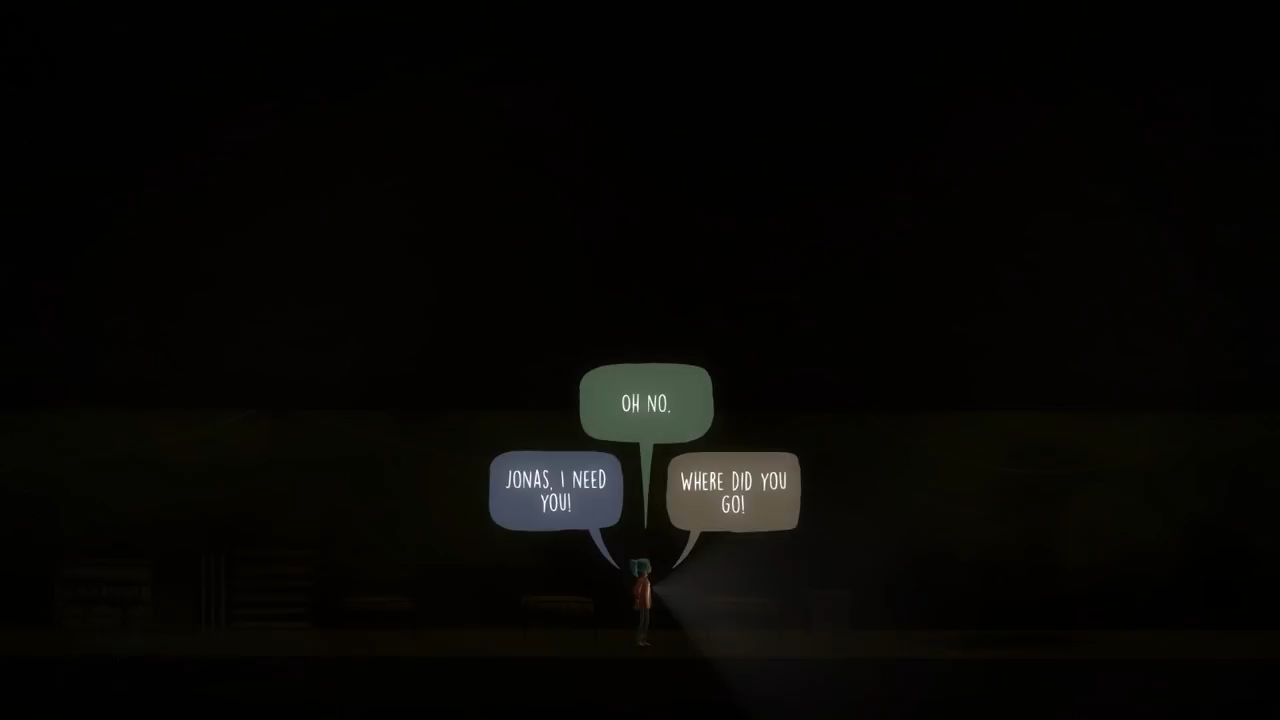 OH NO.
JONAS, I NEED
YOU!
WHERE DID YOU
GO!